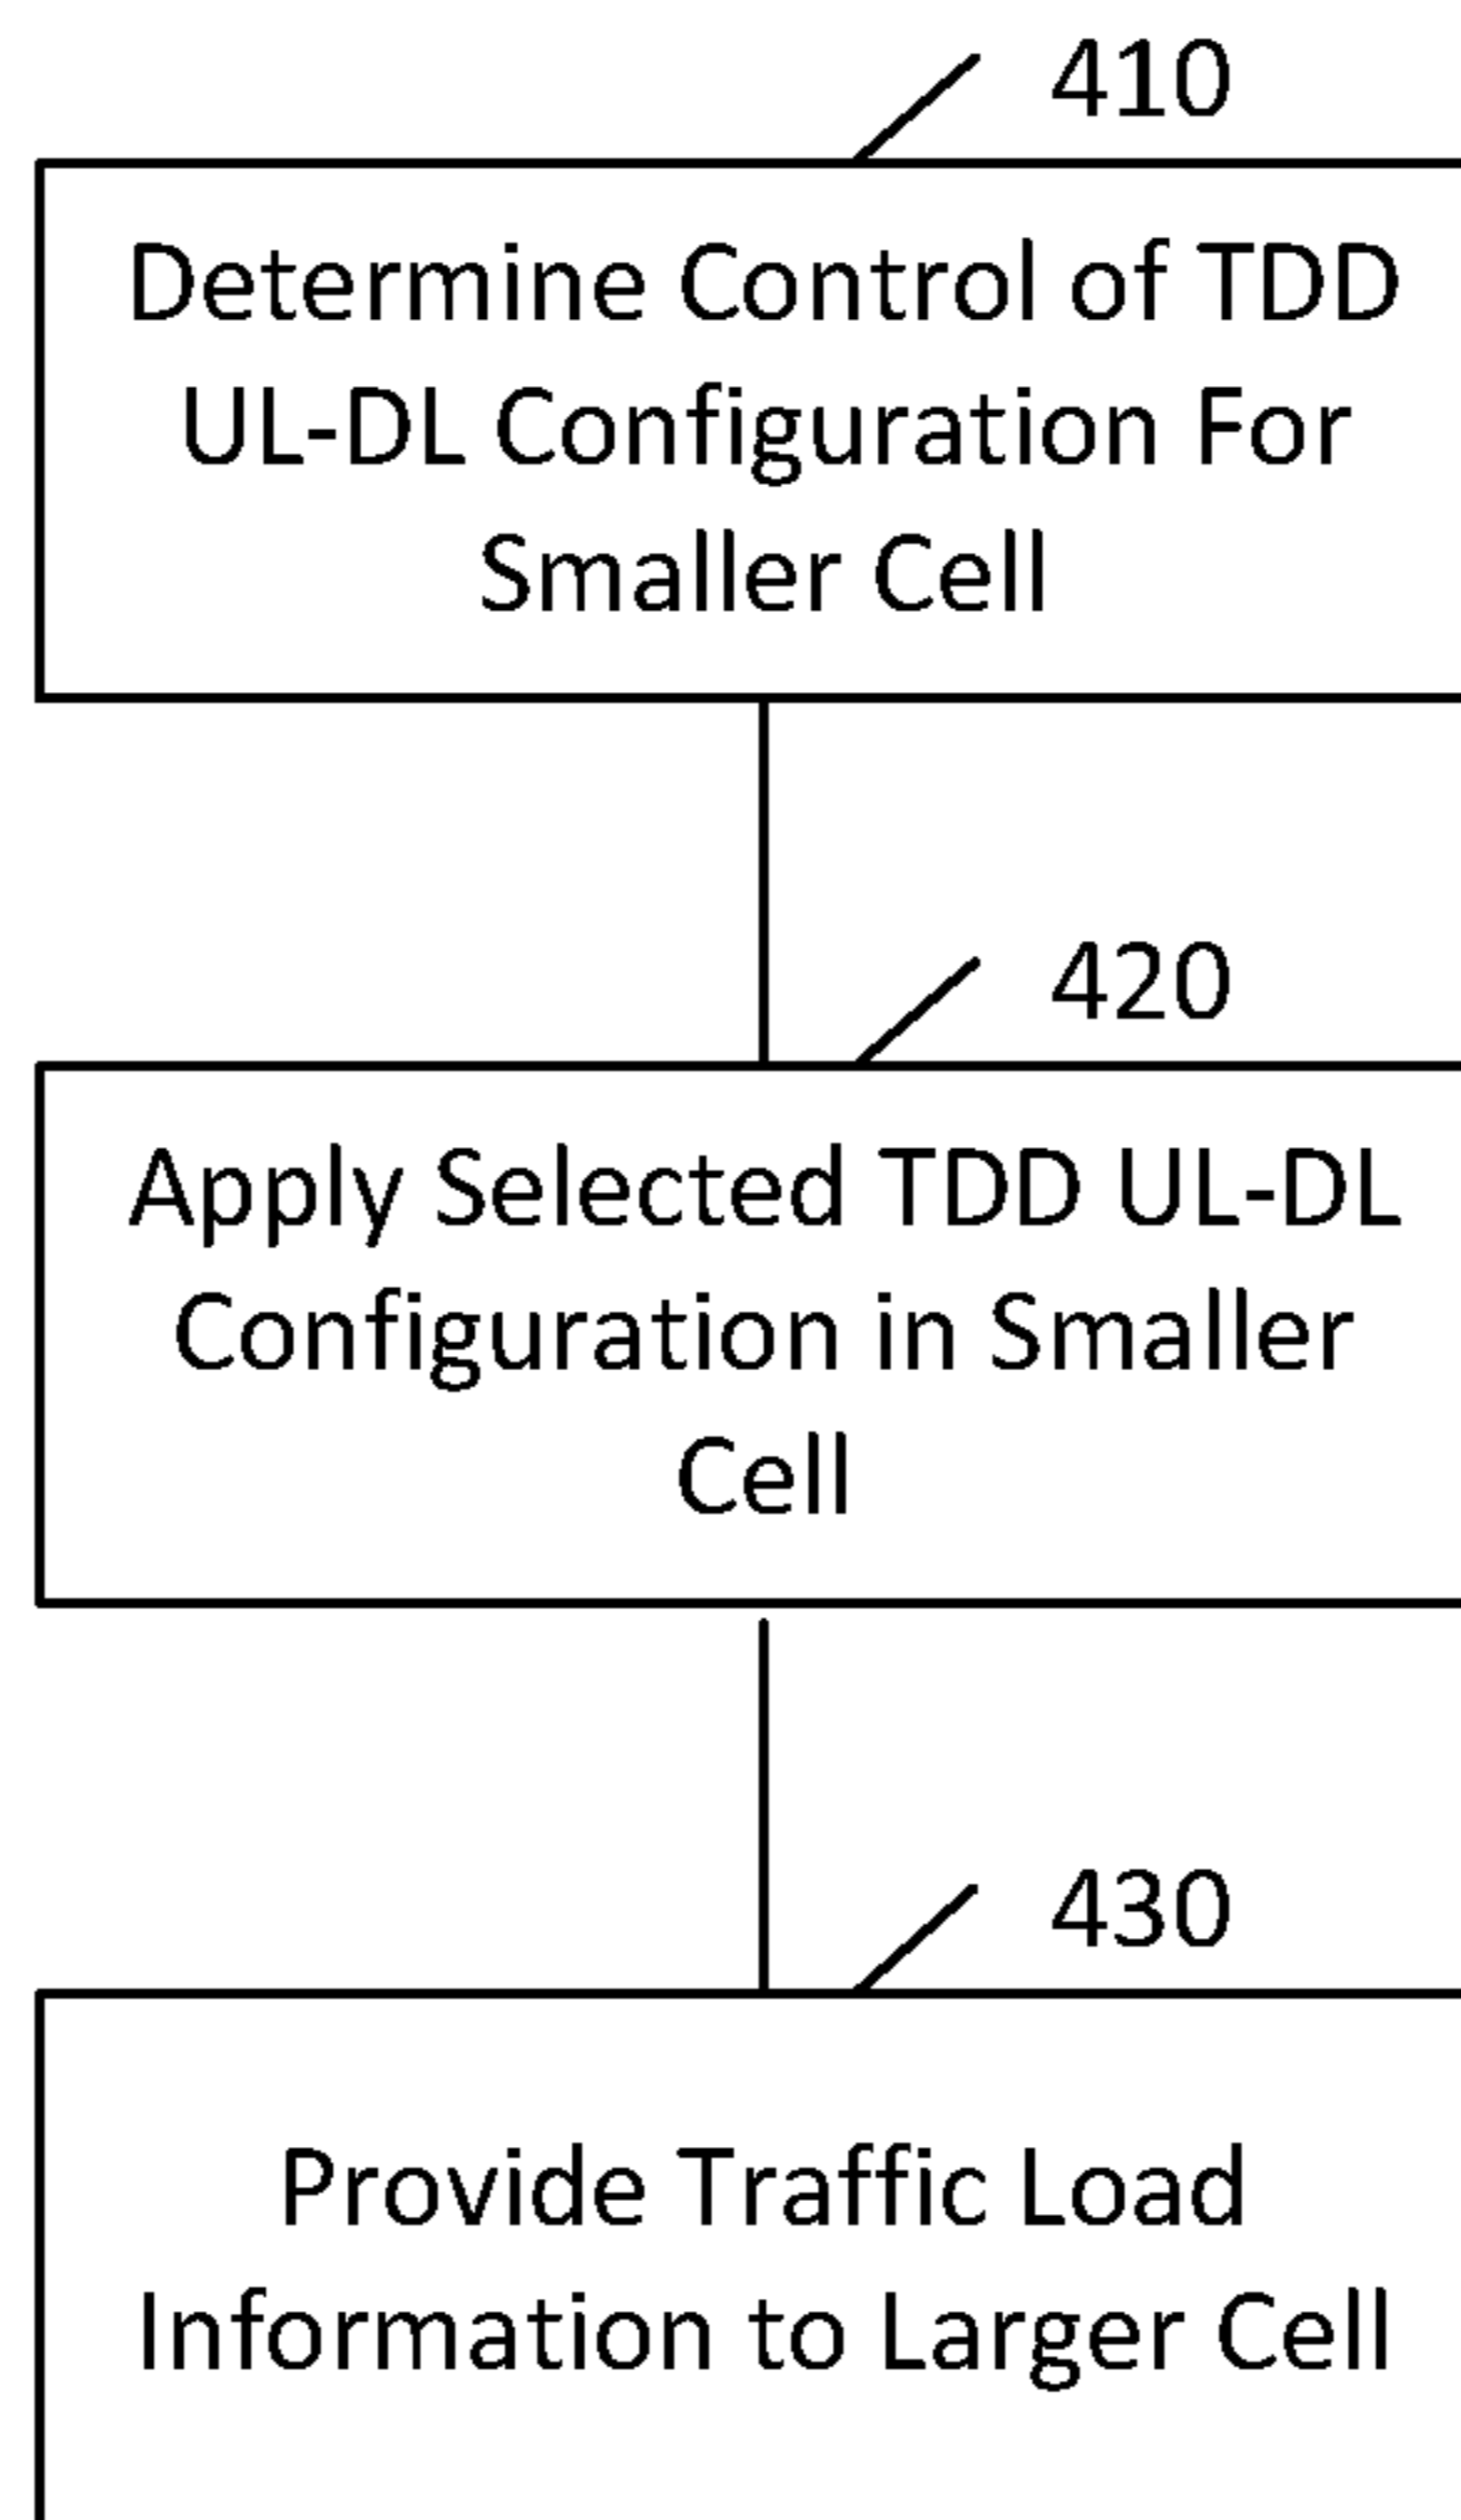 410
Determine Control of TDD
UL-DL Configuration For
Smaller Cell
420
Apply Selected TDD UL-DL
Configuration in Smaller
Cell
430
Provide Traffic Load
Information to Larger Cell